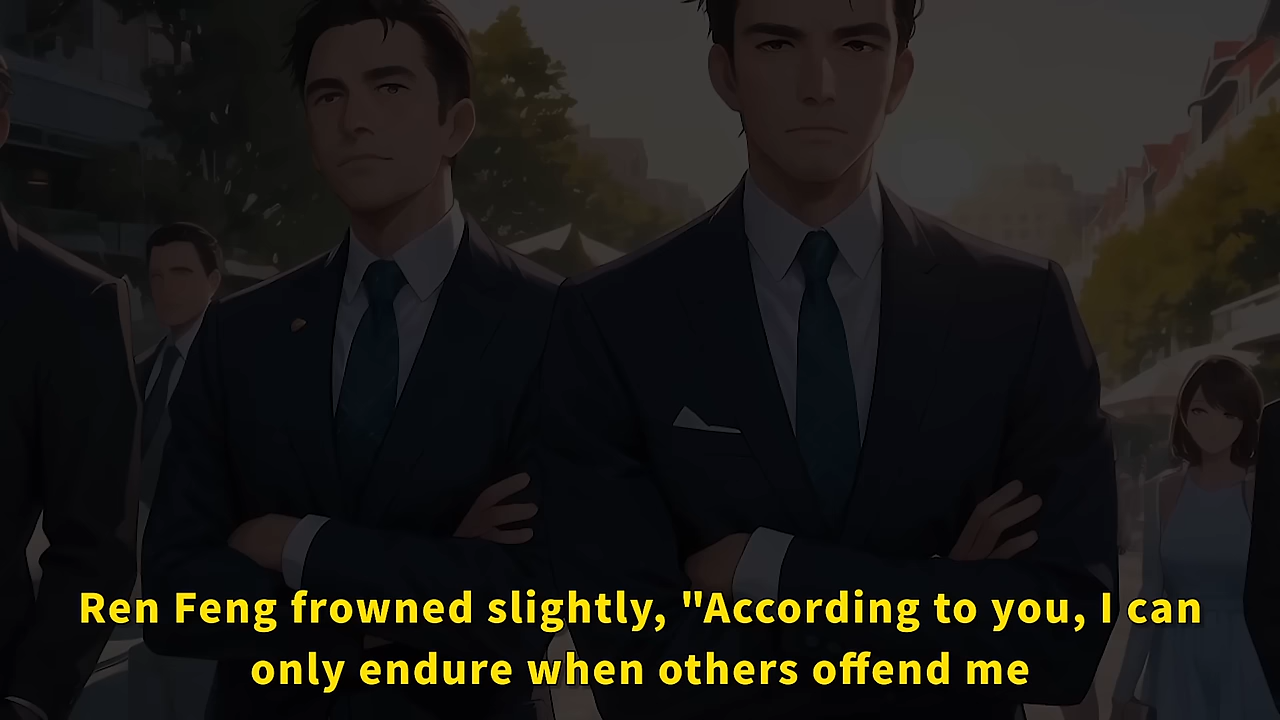 Ren Feng frowned slightly, "According to you, I can
only endure when others offend me